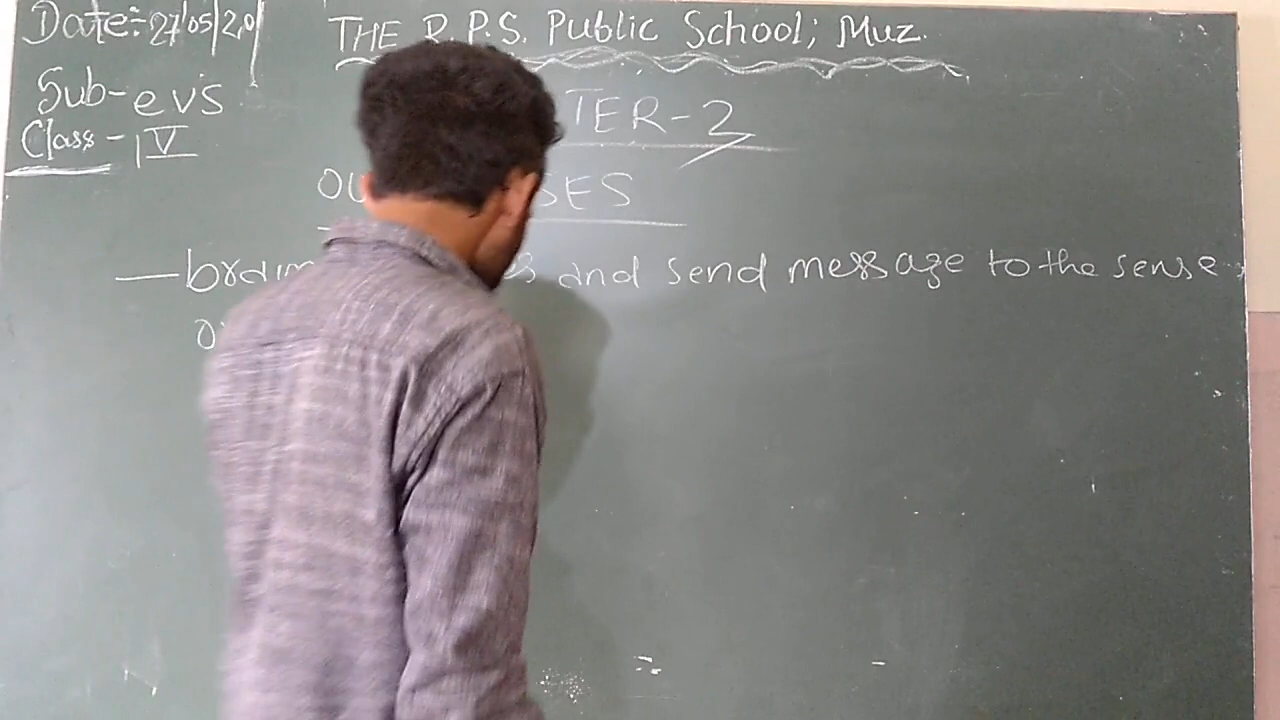 Date:- 27/05/20
THE R.P.S. Public School; Muz.
Sub- evs
Class - IV
TER-2
OU SES
— brain s and send message to the sense